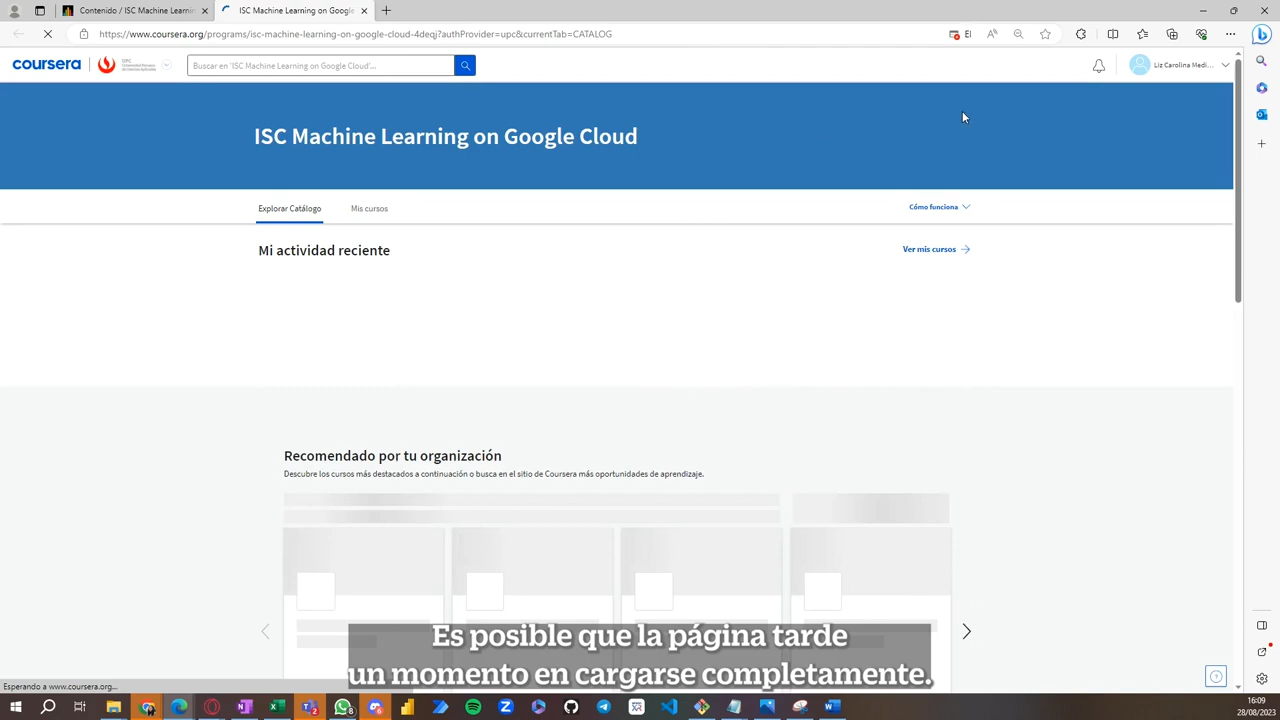 Contenido / ISC Machine Learnin
ISC Machine Learning on Google
https://www.coursera.org/programs/isc-machine-learning-on-google-cloud-4deqj?authProvider=upc&currentTab=CATALOG
coursera
UPC
Buscar en 'ISC Machine Learning on Google Cloud'...
Liz Carolina Medi...
ISC Machine Learning on Google Cloud
Explorar Catálogo
Mis cursos
Cómo funciona
Mi actividad reciente
Ver mis cursos
Recomendado por tu organización
Descubre los cursos más destacados a continuación o busca en el sitio de Coursera más oportunidades de aprendizaje.
Es posible que la página tarde
un momento en cargarse completamente.
Esperando a www.coursera.org...
16:09
28/08/2023